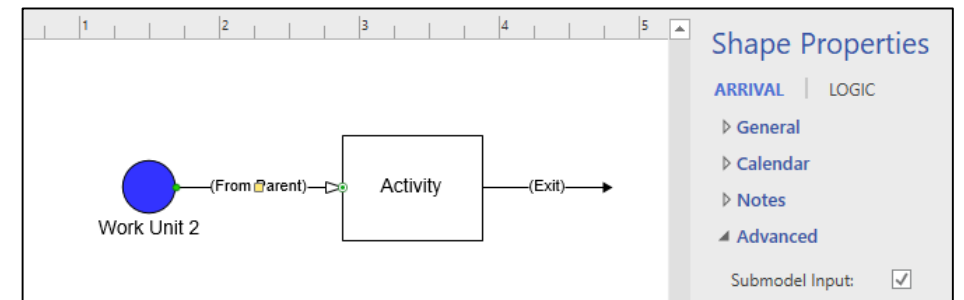 1 2 3 4 5
Shape Properties
ARRIVAL | LOGIC
General
Calendar
Notes
Advanced
Submodel Input:
(From Parent)
Activity
(Exit)
Work Unit 2